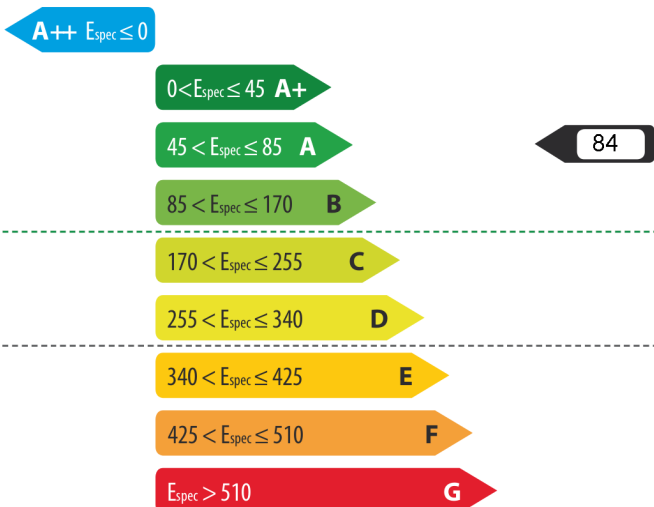 A++ Espec ≤ 0
0 < Espec ≤ 45 A+
45 < Espec ≤ 85 A
84
85 < Espec ≤ 170 B
170 < Espec ≤ 255 C
255 < Espec ≤ 340 D
340 < Espec ≤ 425 E
425 < Espec ≤ 510 F
Espec > 510 G